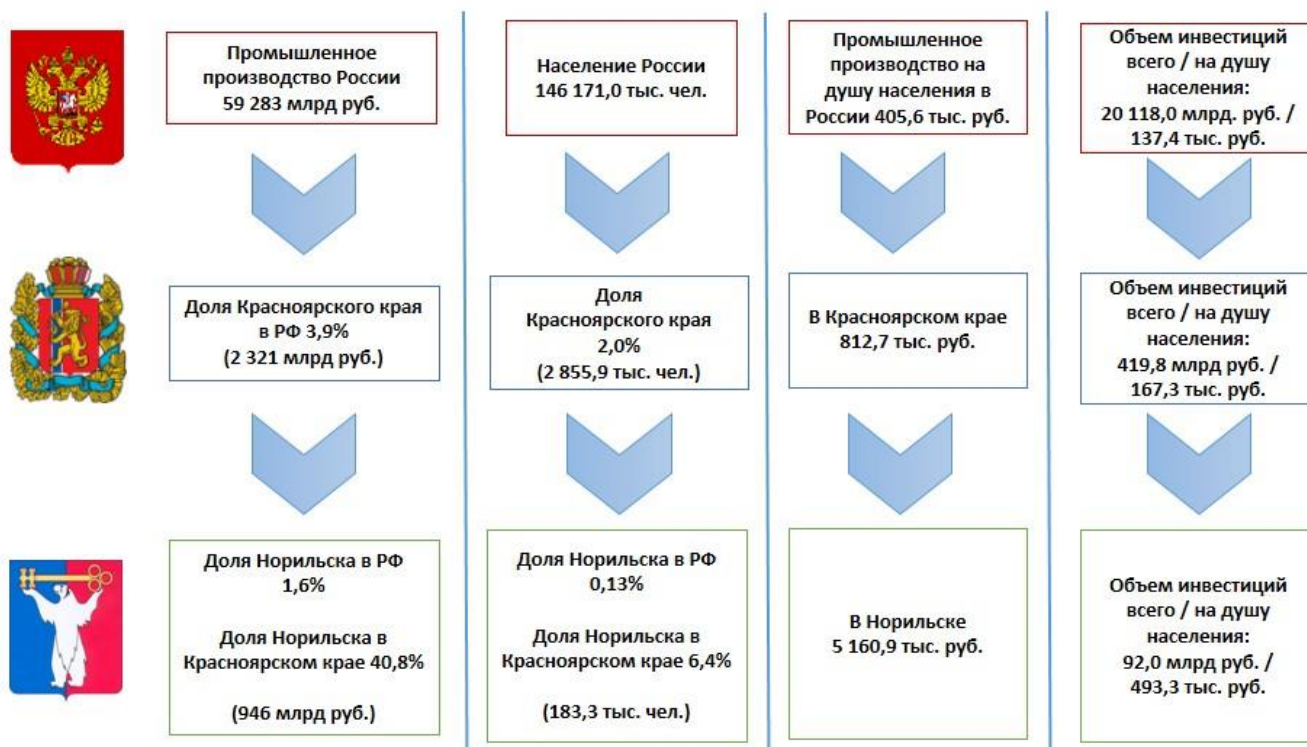 Промышленное
производство России
59 283 млрд руб.
Население России
146 171,0 тыс. чел.
Промышленное
производство на
душу населения в
России 405,6 тыс. руб.
Объем инвестиций
всего / на душу
населения:
20 118,0 млрд. руб. /
137,4 тыс. руб.
Доля Красноярского края
в РФ 3,9%
(2 321 млрд руб.)
Доля
Красноярского края
2,0%
(2 855,9 тыс. чел.)
В Красноярском крае
812,7 тыс. руб.
Объем инвестиций
всего / на душу
населения:
419,8 млрд руб. /
167,3 тыс. руб.
Доля Норильска в РФ
1,6%
Доля Норильска в
Красноярском крае 40,8%
(946 млрд руб.)
Доля Норильска в РФ
0,13%
Доля Норильска в
Красноярском крае 6,4%
(183,3 тыс. чел.)
В Норильске
5 160,9 тыс. руб.
Объем инвестиций
всего / на душу
населения:
92,0 млрд руб. /
493,3 тыс. руб.